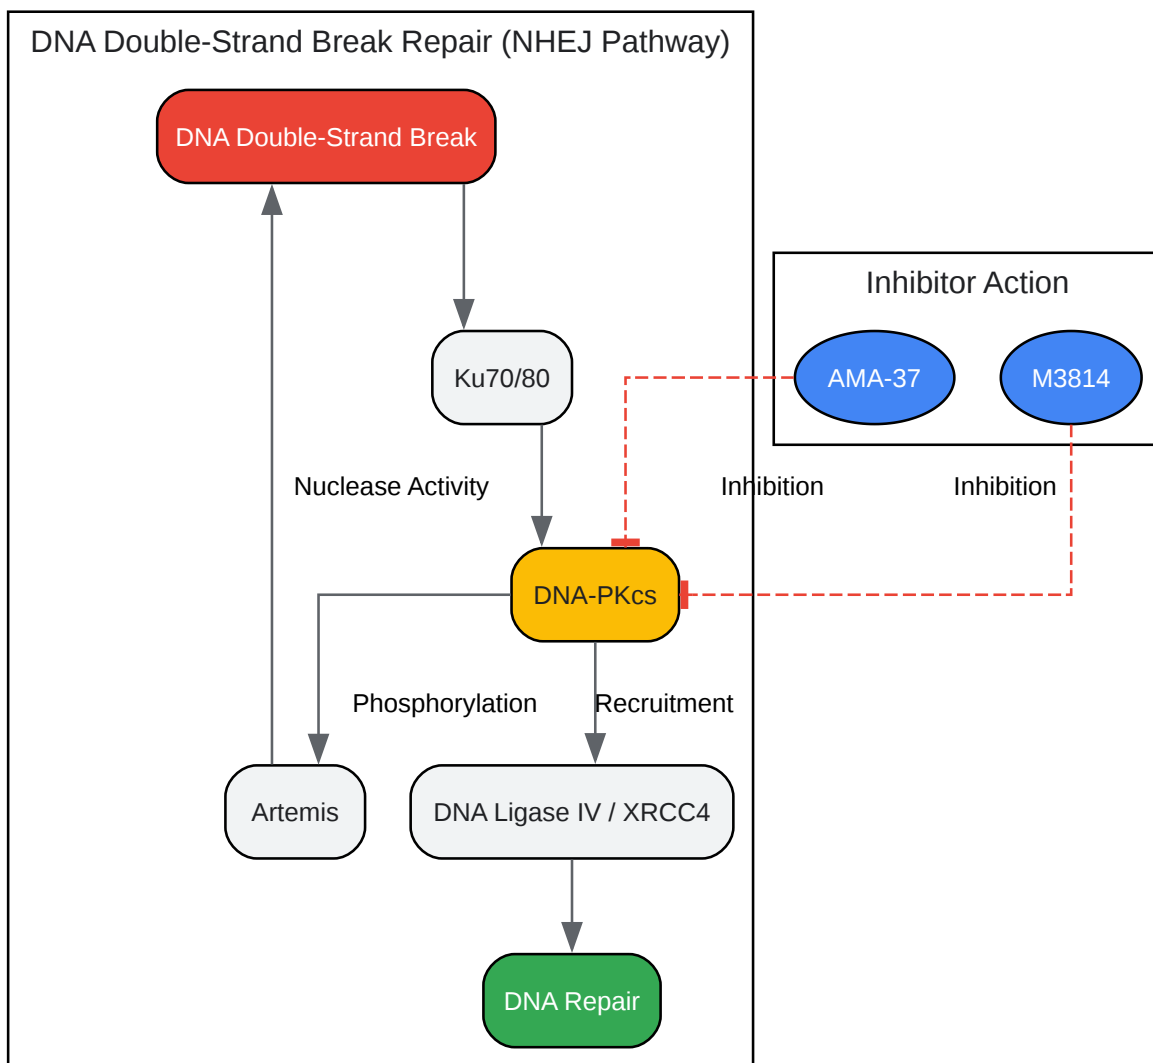 DNA Double-Strand Break Repair (NHEJ Pathway)
DNA Double-Strand Break
Inhibitor Action
Ku70/80
AMA-37
M3814
Nuclease Activity
Inhibition
Inhibition
DNA-PKcs
Phosphorylation
Recruitment
Artemis
DNA Ligase IV / XRCC4
DNA Repair